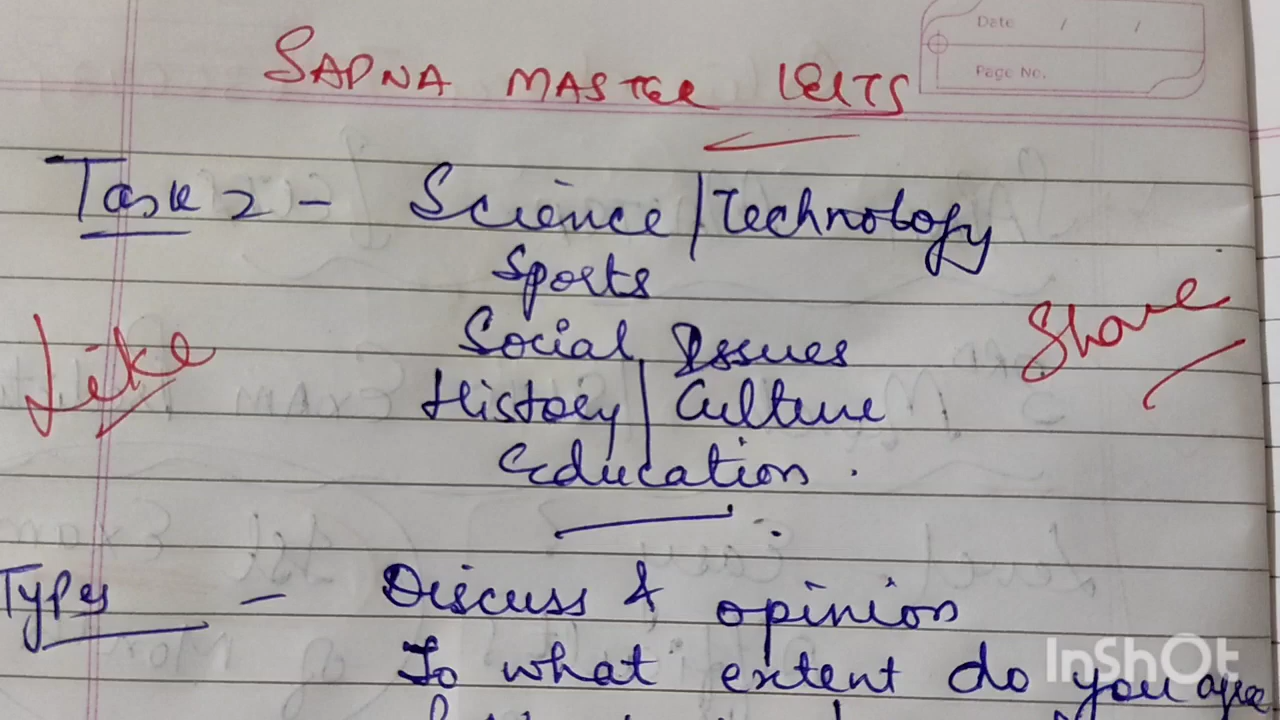 Date / /
Page No.
SAPNA MASTER IELTS
Task 2 - Science/Technology
Sports
Social Issues
Like
Share
History/Culture
Education.
Types - Discuss & opinion
To what extent do you agree
InShOt